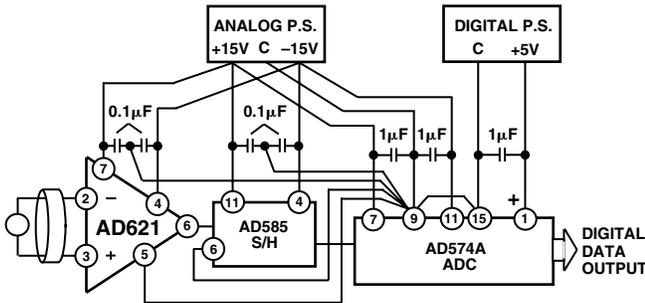 ANALOG P.S.
+15V C –15V
DIGITAL P.S.
C +5V
0.1µF
0.1µF
1µF
1µF
1µF
7
2
–
4
11
4
7
9
11
15
+
1
AD621
6
AD585
S/H
6
3
+
5
AD574A
ADC
DIGITAL
DATA
OUTPUT